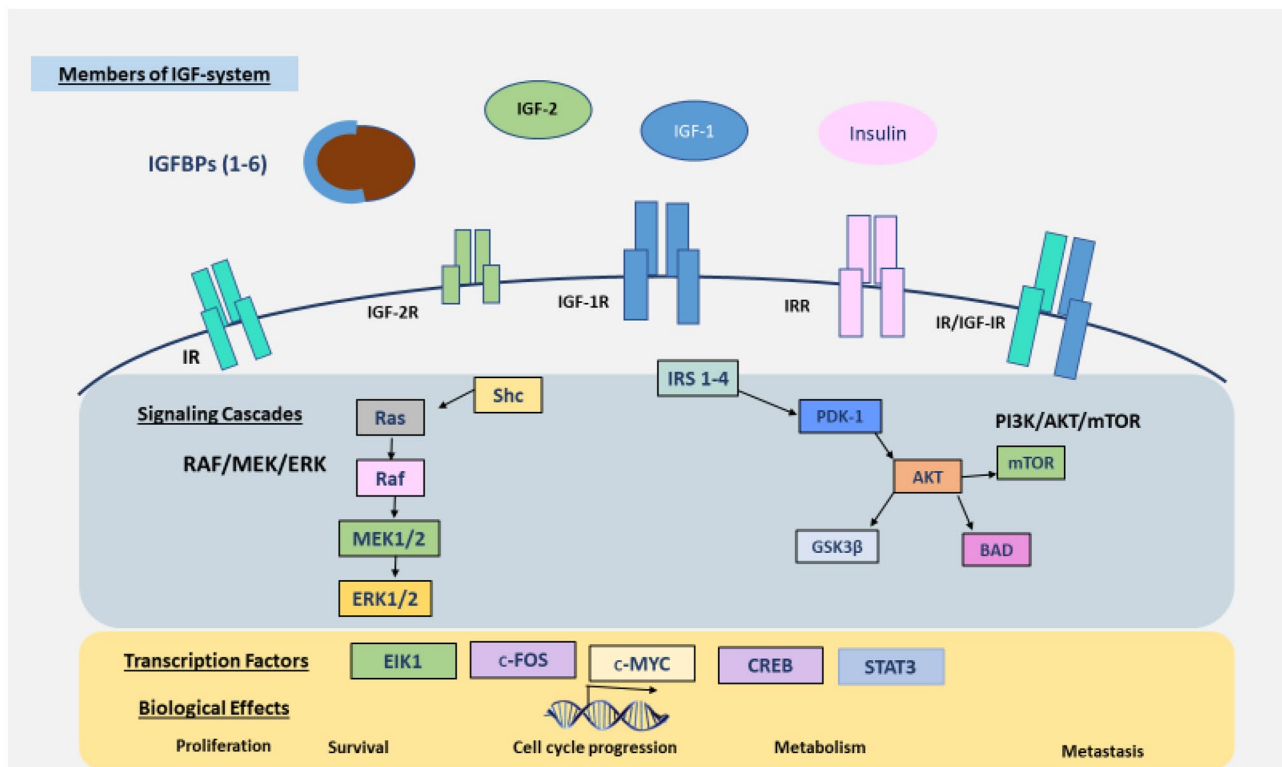 Members of IGF-system
IGF-2
IGF-1
Insulin
IGFBPs (1-6)
IGF-2R
IGF-1R
IRR
IR/IGF-IR
IR
IRS 1-4
Shc
Signaling Cascades
Ras
PDK-1
PI3K/AKT/mTOR
RAF/MEK/ERK
Raf
AKT
mTOR
MEK1/2
GSK3β
BAD
ERK1/2
Transcription Factors
EIK1
c-FOS
c-MYC
CREB
STAT3
Biological Effects
Proliferation
Survival
Cell cycle progression
Metabolism
Metastasis